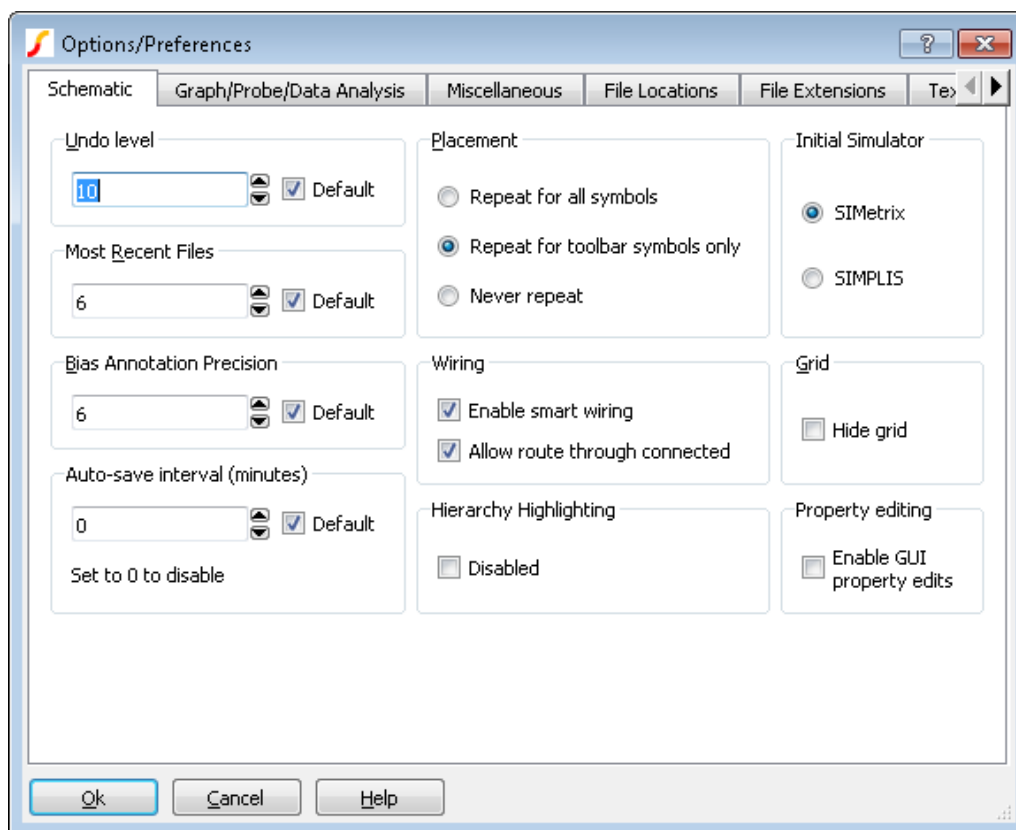 Options/Preferences
Schematic
Graph/Probe/Data Analysis
Miscellaneous
File Locations
File Extensions
Undo level
10
Default
Most Recent Files
6
Default
Bias Annotation Precision
6
Default
Auto-save interval (minutes)
0
Default
Set to 0 to disable
Placement
Repeat for all symbols
Repeat for toolbar symbols only
Never repeat
Wiring
Enable smart wiring
Allow route through connected
Hierarchy Highlighting
Disabled
Initial Simulator
SIMetrix
SIMPLIS
Grid
Hide grid
Property editing
Enable GUI
property edits
Ok
Cancel
Help